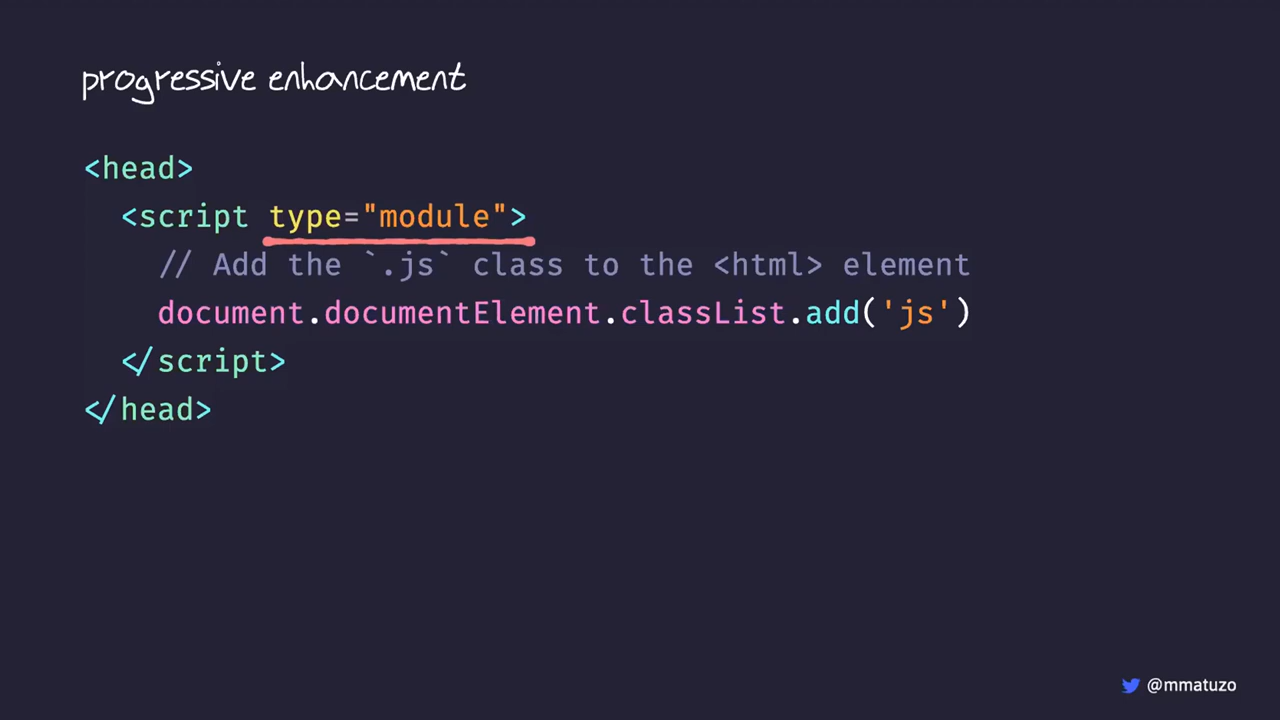 progressive enhancement
<head>
<script type="module">
// Add the `.js` class to the <html> element
document.documentElement.classList.add('js')
</script>
</head>
@mmatuzo